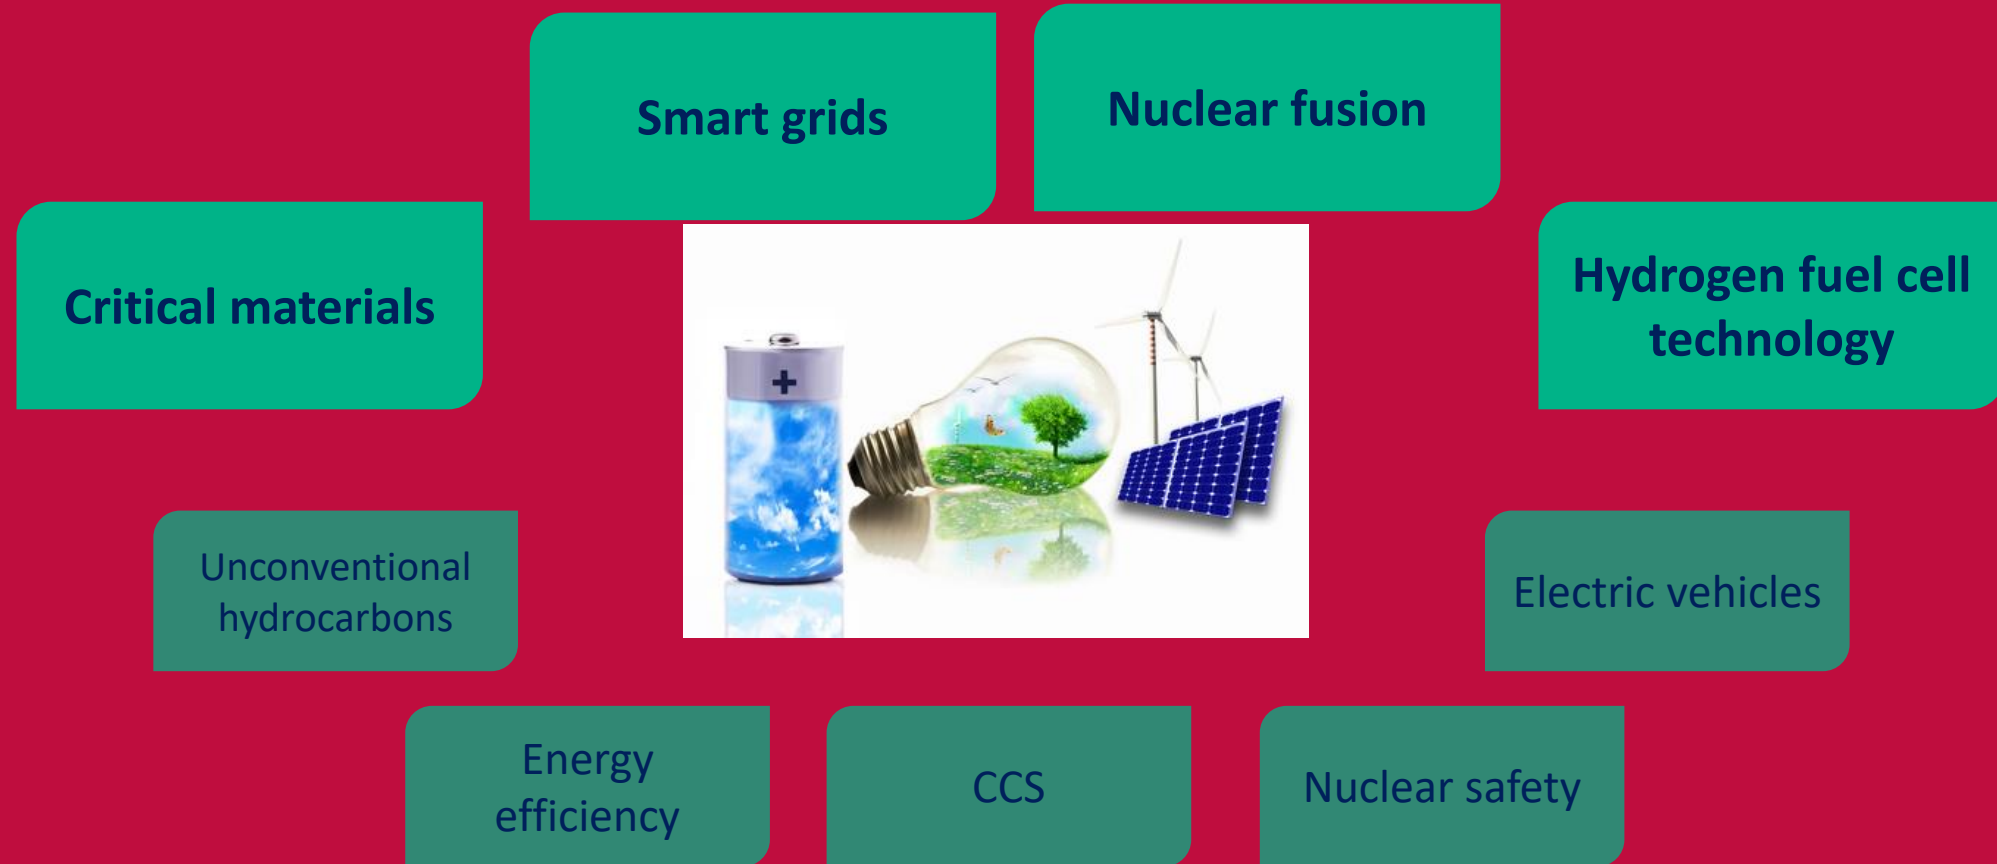 Smart grids
Nuclear fusion
Critical materials
Hydrogen fuel cell
technology
Unconventional
hydrocarbons
Electric vehicles
Energy
efficiency
CCS
Nuclear safety
+